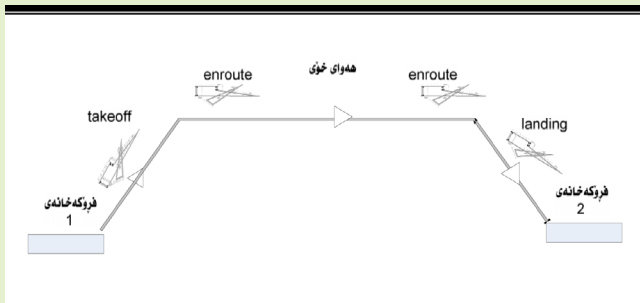 enroute
هەوای خۆی
enroute
takeoff
landing
فڕۆکەخانەی
1
فڕۆکەخانەی
2